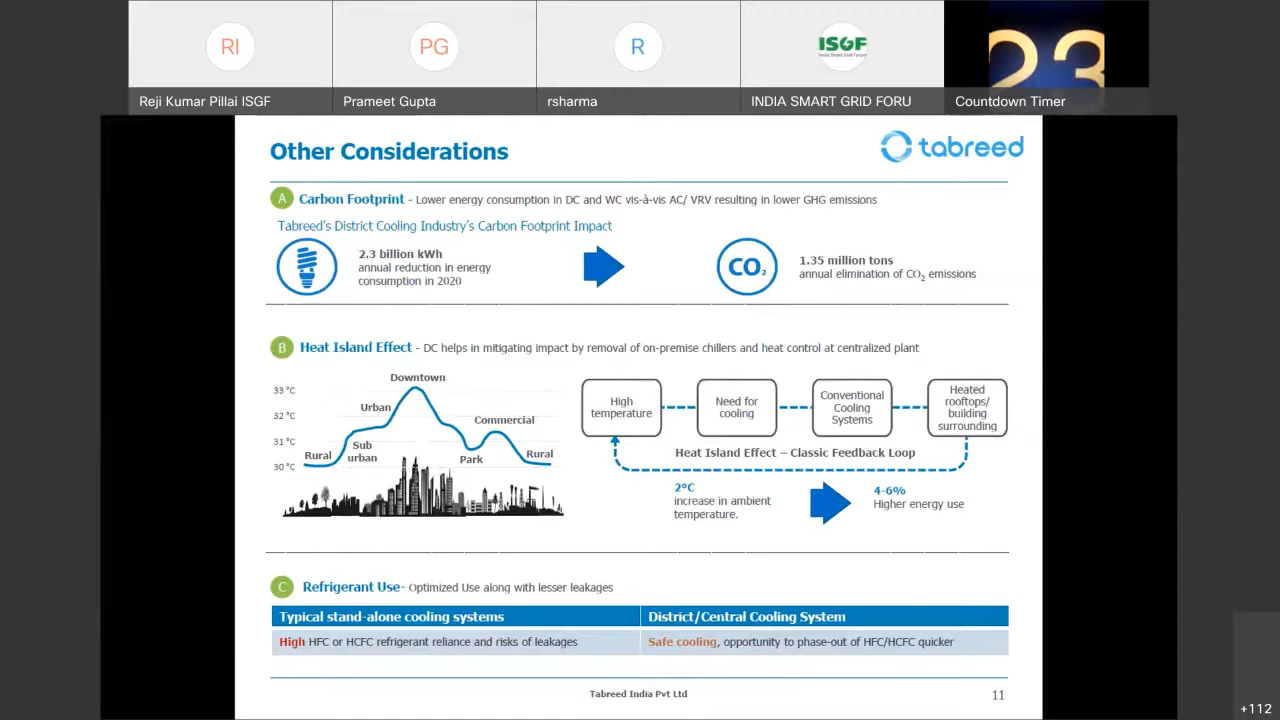 RI
PG
R
ISGF
India Smart Grid Forum
23
Reji Kumar Pillai ISGF
Prameet Gupta
rsharma
INDIA SMART GRID FORU
Countdown Timer
Other Considerations
tabreed
A Carbon Footprint - Lower energy consumption in DC and WC vis-à-vis AC/ VRV resulting in lower GHG emissions
Tabreed's District Cooling Industry's Carbon Footprint Impact
2.3 billion kWh
annual reduction in energy
consumption in 2020
CO2
1.35 million tons
annual elimination of CO2 emissions
B Heat Island Effect - DC helps in mitigating impact by removal of on-premise chillers and heat control at centralized plant
33 °C
32 °C
31 °C
30 °C
Rural
Sub
urban
Urban
Downtown
Park
Commercial
Rural
High
temperature
Need for
cooling
Conventional
Cooling
Systems
Heated
rooftops/
building
surrounding
Heat Island Effect – Classic Feedback Loop
2°C
increase in ambient
temperature.
4-6%
Higher energy use
C Refrigerant Use- Optimized Use along with lesser leakages
Typical stand-alone cooling systems
District/Central Cooling System
High HFC or HCFC refrigerant reliance and risks of leakages
Safe cooling, opportunity to phase-out of HFC/HCFC quicker
Tabreed India Pvt Ltd
11
+112